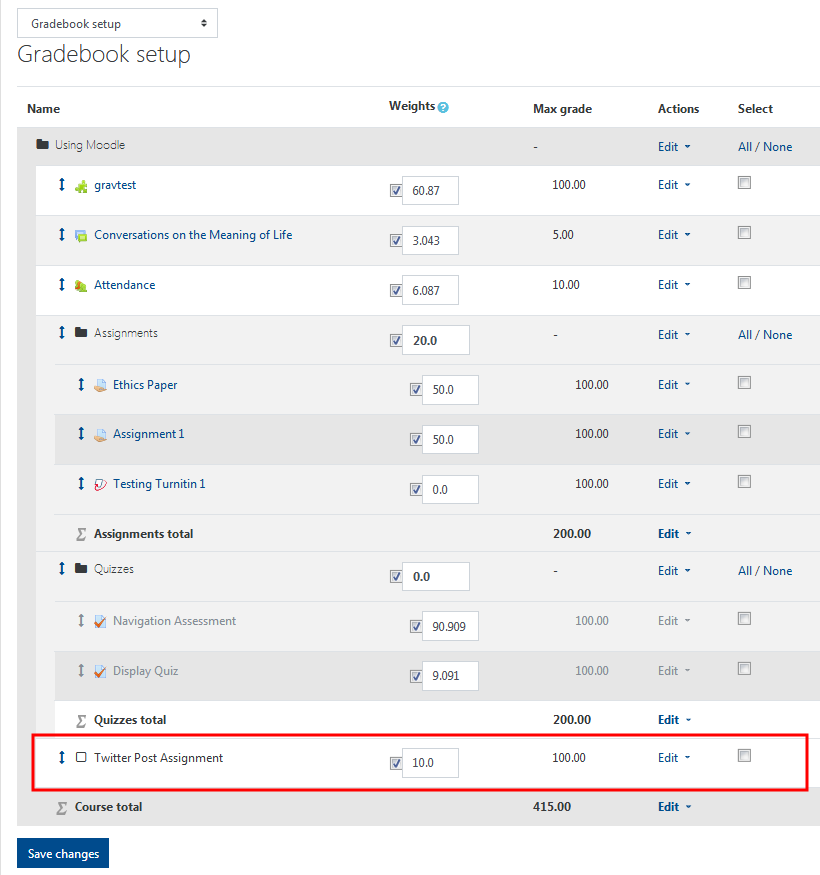 Gradebook setup
Gradebook setup
Name Weights ? Max grade Actions Select
Using Moodle - Edit All / None
gravtest 60.87 100.00 Edit
Conversations on the Meaning of Life 3.043 5.00 Edit
Attendance 6.087 10.00 Edit
Assignments 20.0 - Edit All / None
Ethics Paper 50.0 100.00 Edit
Assignment 1 50.0 100.00 Edit
Testing Turnitin 1 0.0 100.00 Edit
Σ Assignments total 200.00 Edit
Quizzes 0.0 - Edit All / None
Navigation Assessment 90.909 100.00 Edit
Display Quiz 9.091 100.00 Edit
Σ Quizzes total 200.00 Edit
Twitter Post Assignment 10.0 100.00 Edit
Σ Course total 415.00 Edit
Save changes